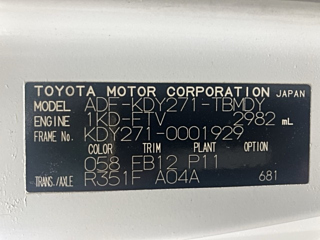 TOYOTA MOTOR CORPORATION JAPAN
MODEL ADF-KDY271-TBMDY
ENGINE 1KD-FTV 2982 mL
FRAME No. KDY271-0001929
COLOR TRIM PLANT OPTION
058 FB12 P11
TRANS./AXLE R351F A04A 681